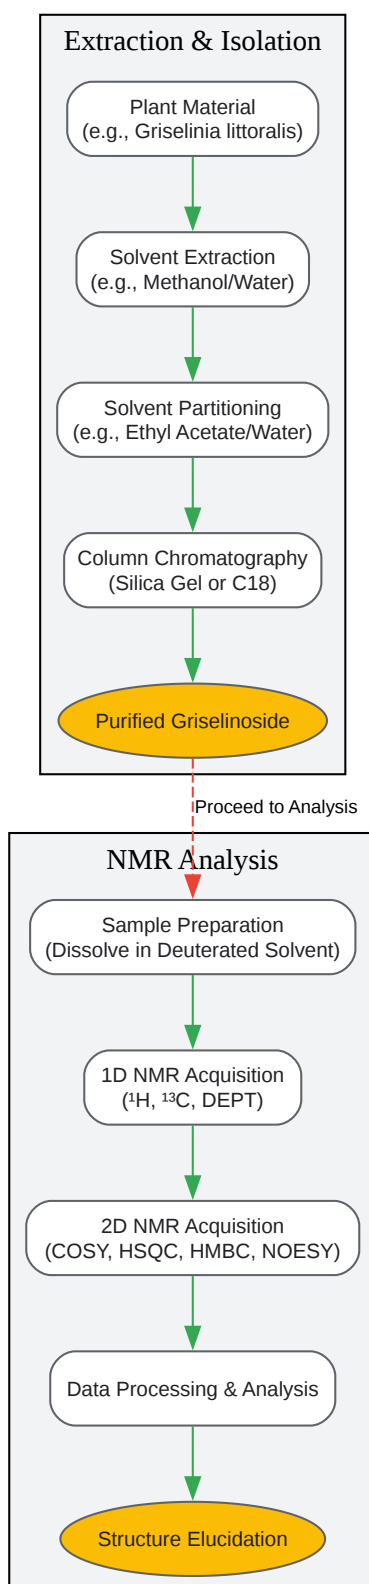 Extraction & Isolation
Plant Material
(e.g., Griselinia littoralis)
Solvent Extraction
(e.g., Methanol/Water)
Solvent Partitioning
(e.g., Ethyl Acetate/Water)
Column Chromatography
(Silica Gel or C18)
Purified Griselinoside
Proceed to Analysis
NMR Analysis
Sample Preparation
(Dissolve in Deuterated Solvent)
1D NMR Acquisition
(¹H, ¹³C, DEPT)
2D NMR Acquisition
(COSY, HSQC, HMBC, NOESY)
Data Processing & Analysis
Structure Elucidation